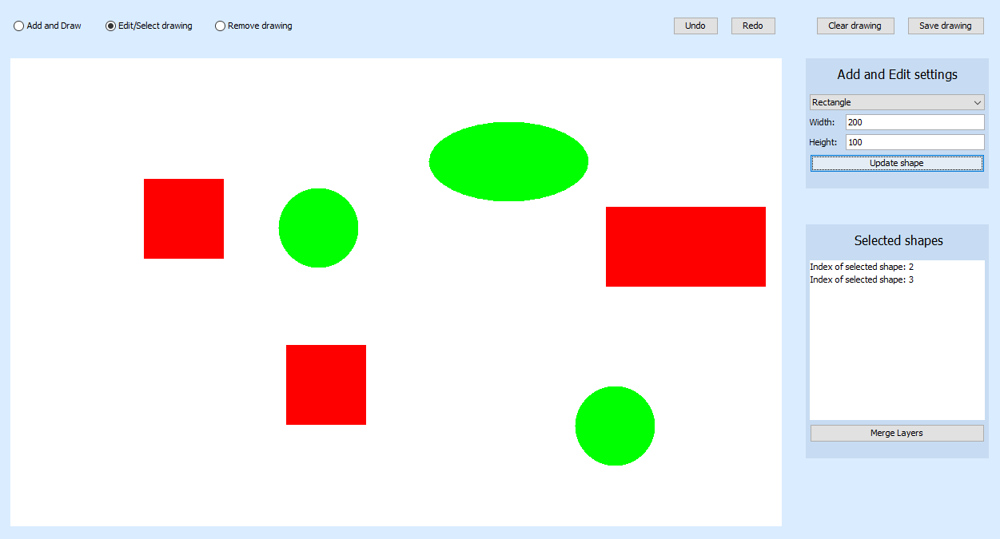 Add and Draw Edit/Select drawing Remove drawing Undo Redo Clear drawing Save drawing
Add and Edit settings
Rectangle
Width: 200
Height: 100
Update shape
Selected shapes
Index of selected shape: 2
Index of selected shape: 3
Merge Layers